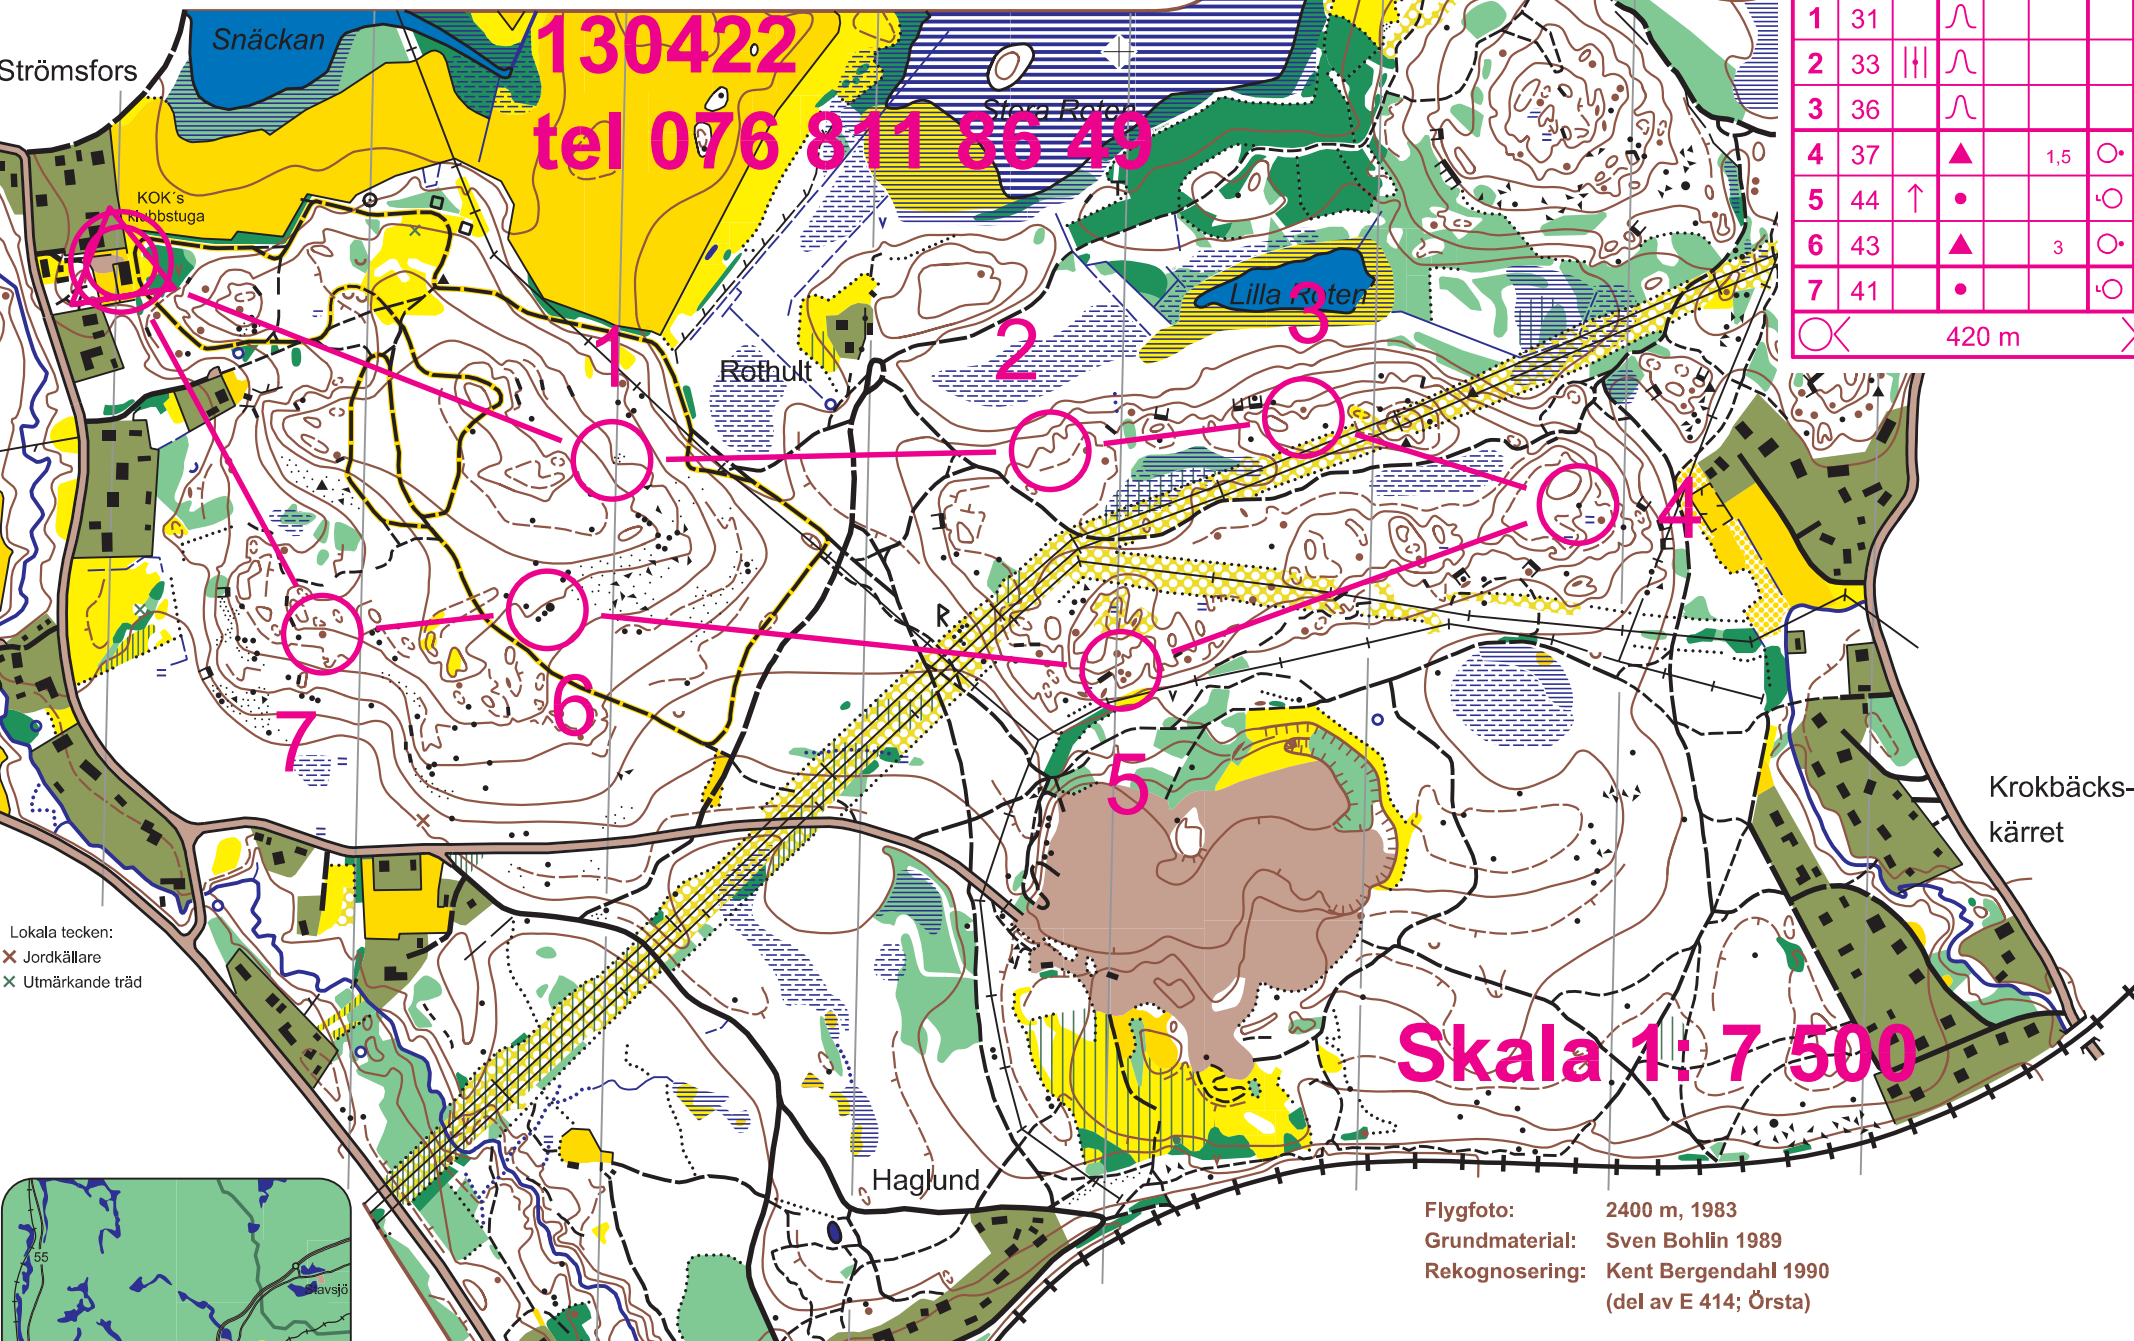 130422
tel 076 811 86 49
Snäckan
Strömsfors
Stora Roten
KOK´s
klubbstuga
Lilla Roten
Rothult
1
2
3
4
5
6
7
1 31
2 33
3 36
4 37 1,5
5 44
6 43 3
7 41
420 m
Krokbäcks-
kärret
Lokala tecken:
× Jordkällare
× Utmärkande träd
Skala 1: 7 500
Haglund
55
Flygfoto: 2400 m, 1983
Grundmaterial: Sven Bohlin 1989
Rekognosering: Kent Bergendahl 1990
(del av E 414; Örsta)